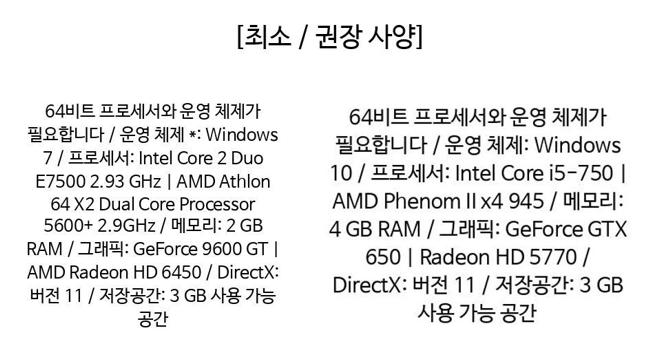 [최소 / 권장 사양]
64비트 프로세서와 운영 체제가
필요합니다 / 운영 체제 *: Windows
7 / 프로세서: Intel Core 2 Duo
E7500 2.93 GHz | AMD Athlon
64 X2 Dual Core Processor
5600+ 2.9GHz / 메모리: 2 GB
RAM / 그래픽: GeForce 9600 GT |
AMD Radeon HD 6450 / DirectX:
버전 11 / 저장공간: 3 GB 사용 가능
공간
64비트 프로세서와 운영 체제가
필요합니다 / 운영 체제: Windows
10 / 프로세서: Intel Core i5-750 |
AMD Phenom II x4 945 / 메모리:
4 GB RAM / 그래픽: GeForce GTX
650 | Radeon HD 5770 /
DirectX: 버전 11 / 저장공간: 3 GB
사용 가능 공간